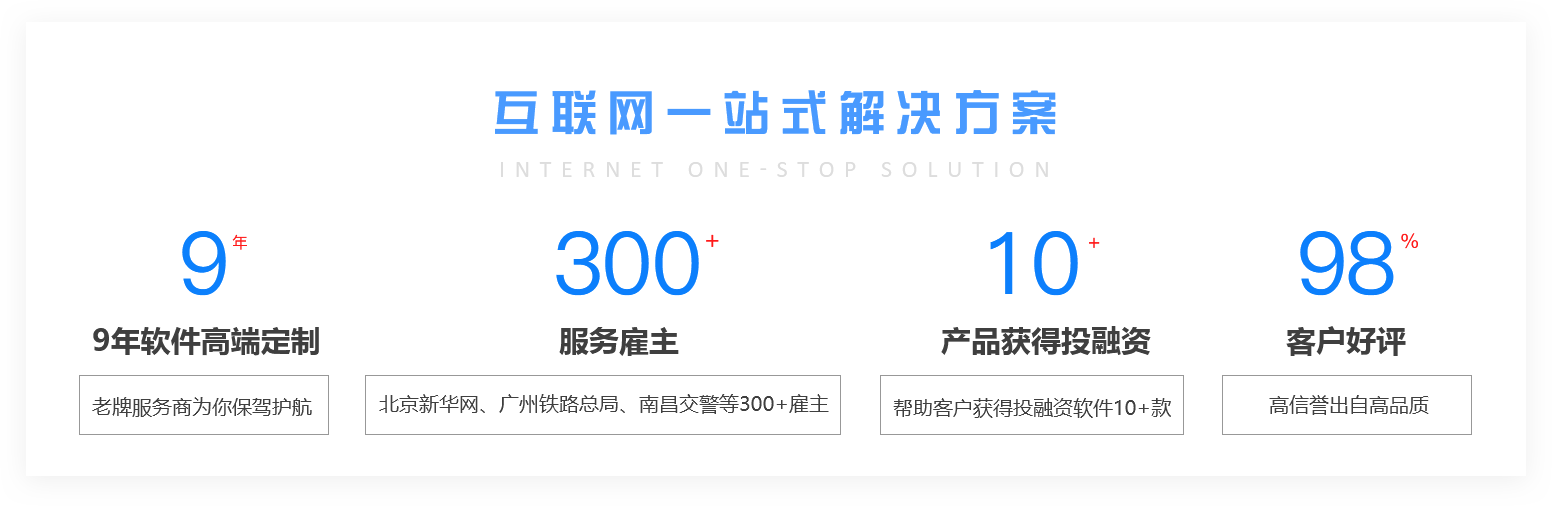 互联网一站式解决方案
INTERNET ONE-STOP SOLUTION
9年
300+
10+
98%
9年软件高端定制
服务雇主
产品获得投融资
客户好评
老牌服务商为你保驾护航
北京新华网、广州铁路总局、南昌交警等300+雇主
帮助客户获得投融资软件10+款
高信誉出自高品质